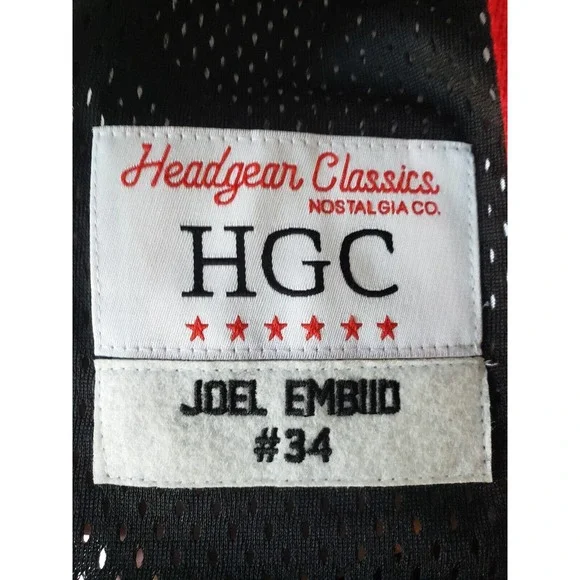 Headgear Classics
NOSTALGIA CO.
HGC
JOEL EMBIID
#34